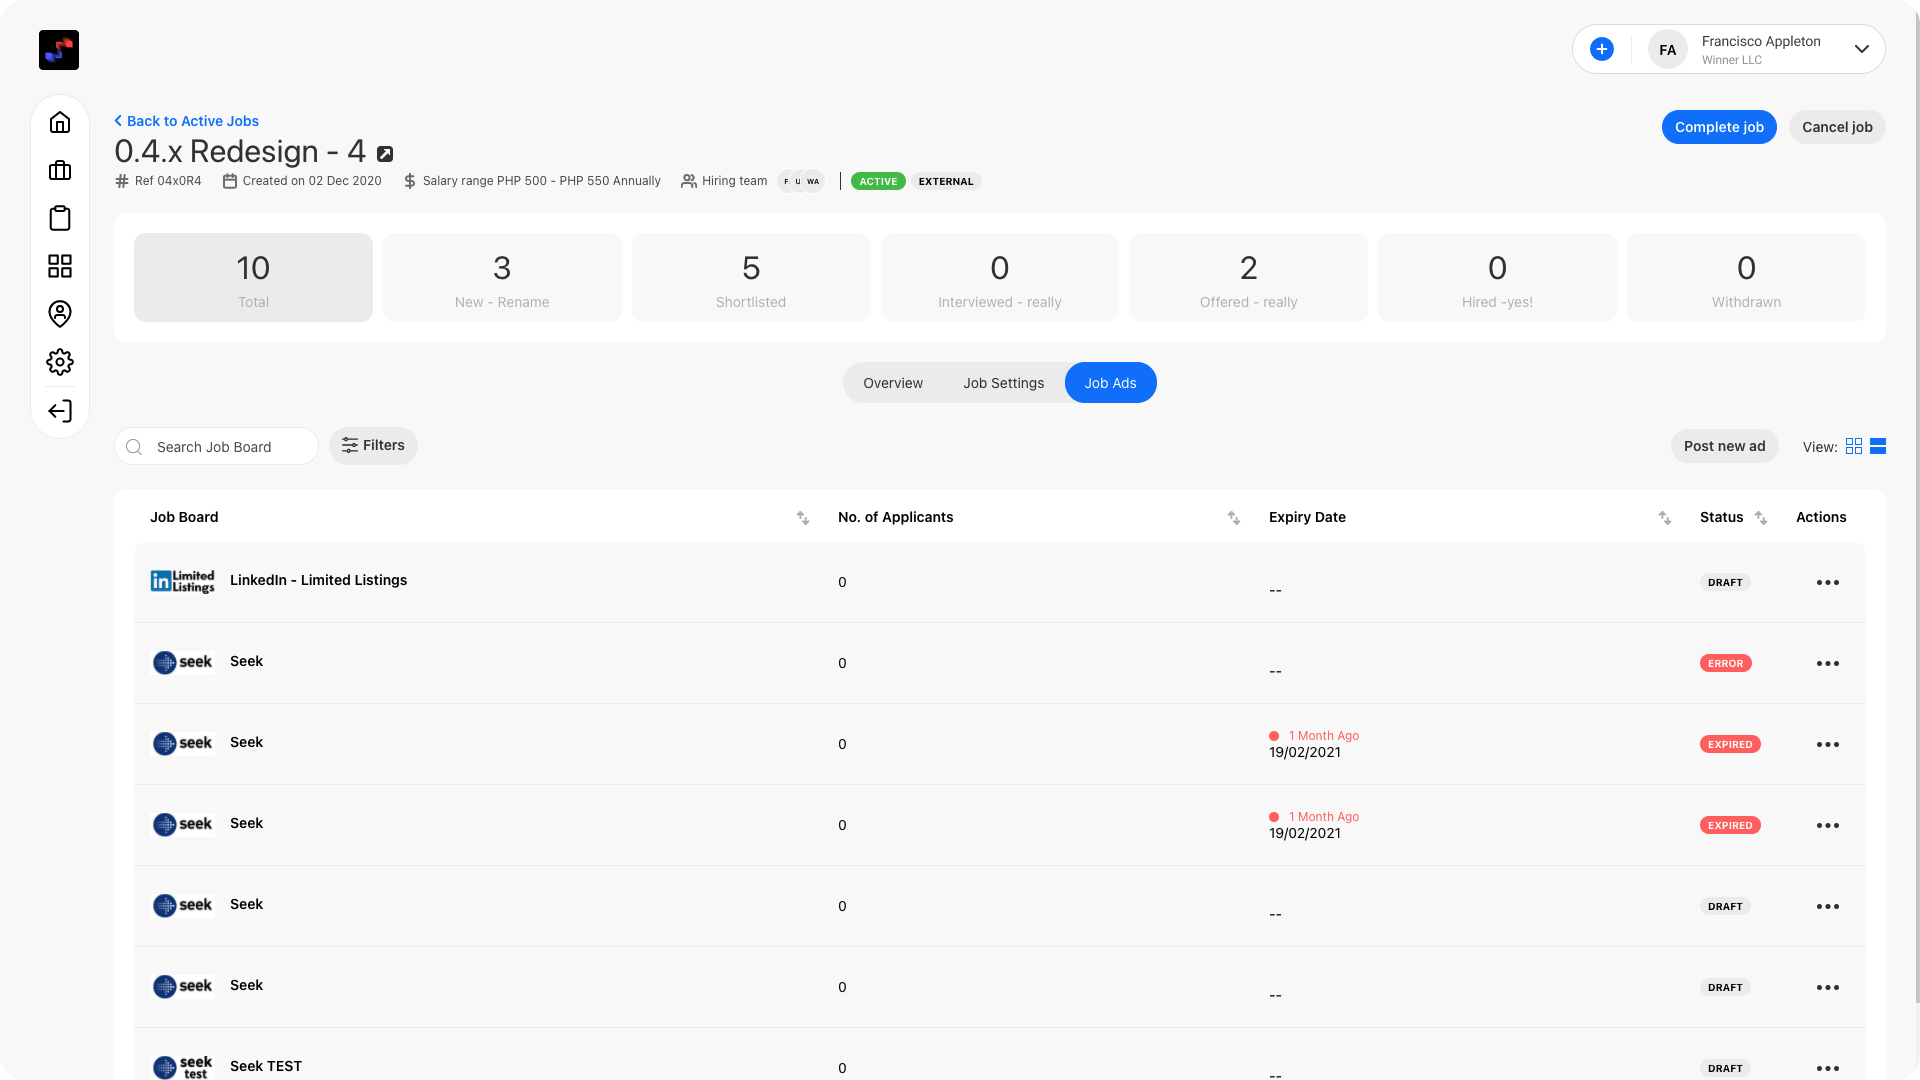 FA
Francisco Appleton
Winner LLC
Back to Active Jobs
0.4.x Redesign - 4
Complete job
Cancel job
Ref 04x0R4
Created on 02 Dec 2020
Salary range PHP 500 - PHP 550 Annually
Hiring team
F
U
WA
ACTIVE
EXTERNAL
10
Total
3
New - Rename
5
Shortlisted
0
Interviewed - really
2
Offered - really
0
Hired -yes!
0
Withdrawn
Overview
Job Settings
Job Ads
Search Job Board
Filters
Post new ad
View:
Job Board
No. of Applicants
Expiry Date
Status
Actions
in Limited Listings
LinkedIn - Limited Listings
0
--
DRAFT
seek
Seek
0
--
ERROR
seek
Seek
0
1 Month Ago
19/02/2021
EXPIRED
seek
Seek
0
1 Month Ago
19/02/2021
EXPIRED
seek
Seek
0
--
DRAFT
seek
Seek
0
--
DRAFT
seek test
Seek TEST
0
--
DRAFT